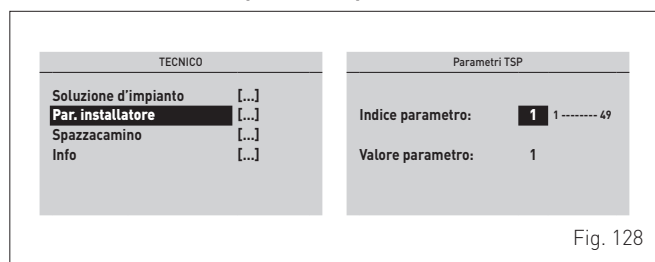 TECNICO
Soluzione d'impianto [...]
Par. installatore [...]
Spazzacamino [...]
Info [...]
Parametri TSP
Indice parametro: 1 1 -------- 49
Valore parametro: 1
Fig. 128